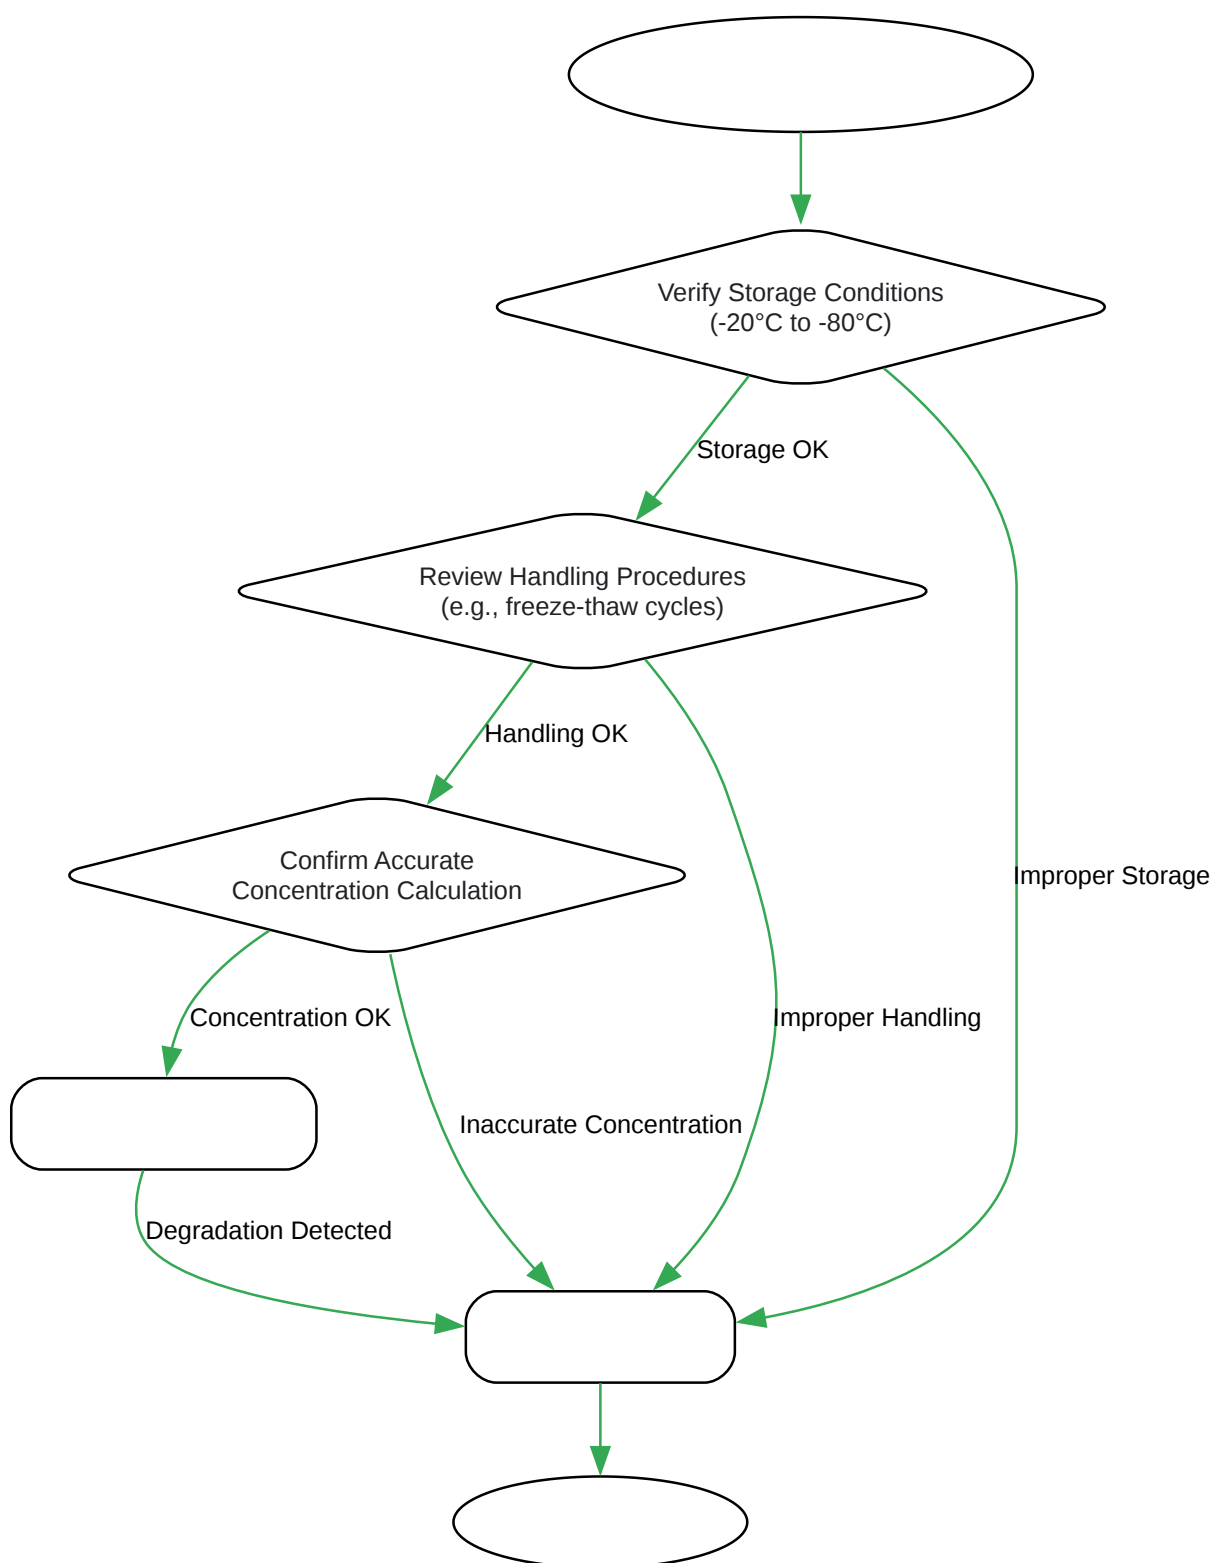 Verify Storage Conditions
(-20°C to -80°C)
Storage OK
Review Handling Procedures
(e.g., freeze-thaw cycles)
Handling OK
Confirm Accurate
Concentration Calculation
Improper Storage
Concentration OK
Improper Handling
Inaccurate Concentration
Degradation Detected